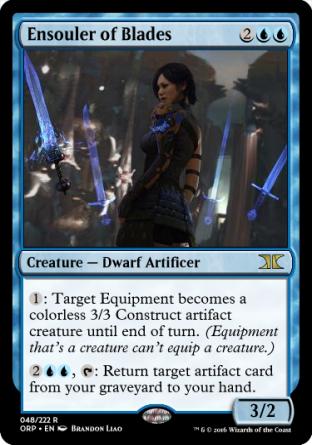 Ensouler of Blades 2UU
Creature — Dwarf Artificer
1: Target Equipment becomes a
colorless 3/3 Construct artifact
creature until end of turn. (Equipment
that's a creature can't equip a creature.)
2UU, T: Return target artifact card
from your graveyard to your hand.
3/2
048/222 R
ORP • EN BRANDON LIAO
™ & © 2016 Wizards of the Coast